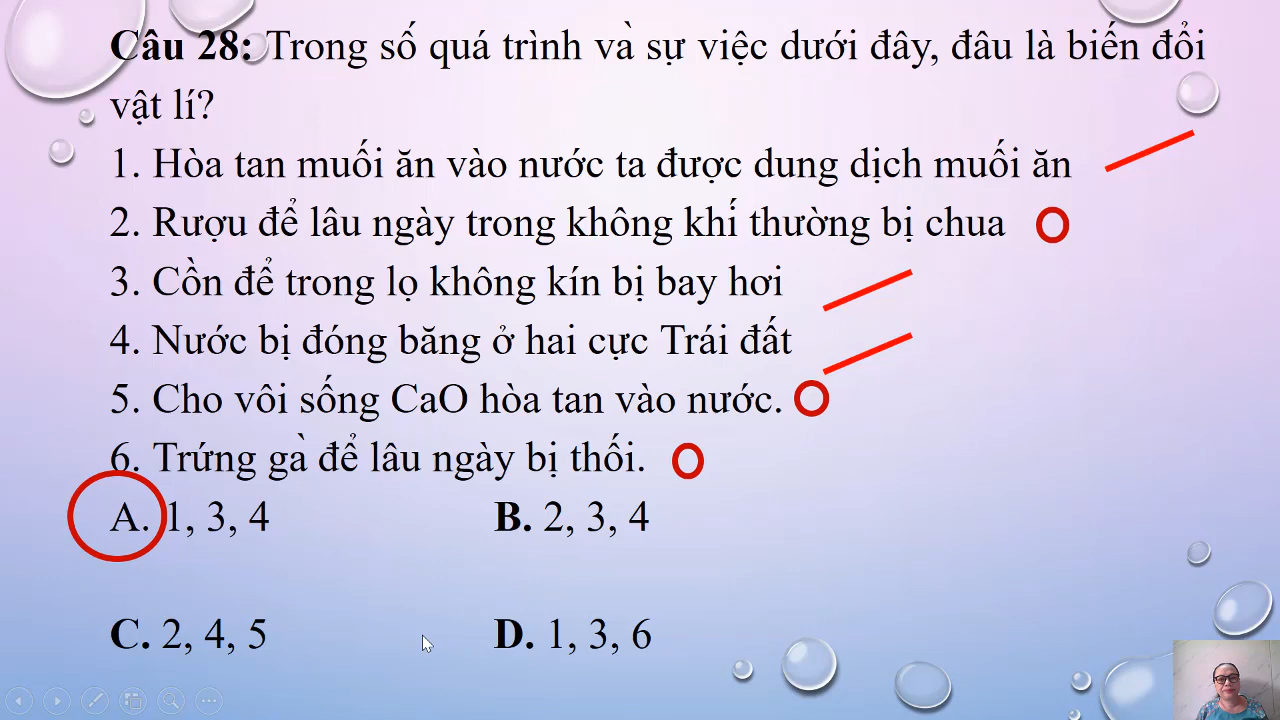 Câu 28: Trong số quá trình và sự việc dưới đây, đâu là biến đổi
vật lí?
1. Hòa tan muối ăn vào nước ta được dung dịch muối ăn
2. Rượu để lâu ngày trong không khí thường bị chua
3. Cồn để trong lọ không kín bị bay hơi
4. Nước bị đóng băng ở hai cực Trái đất
5. Cho vôi sống CaO hòa tan vào nước.
6. Trứng gà để lâu ngày bị thối.
A. 1, 3, 4 B. 2, 3, 4
C. 2, 4, 5 D. 1, 3, 6